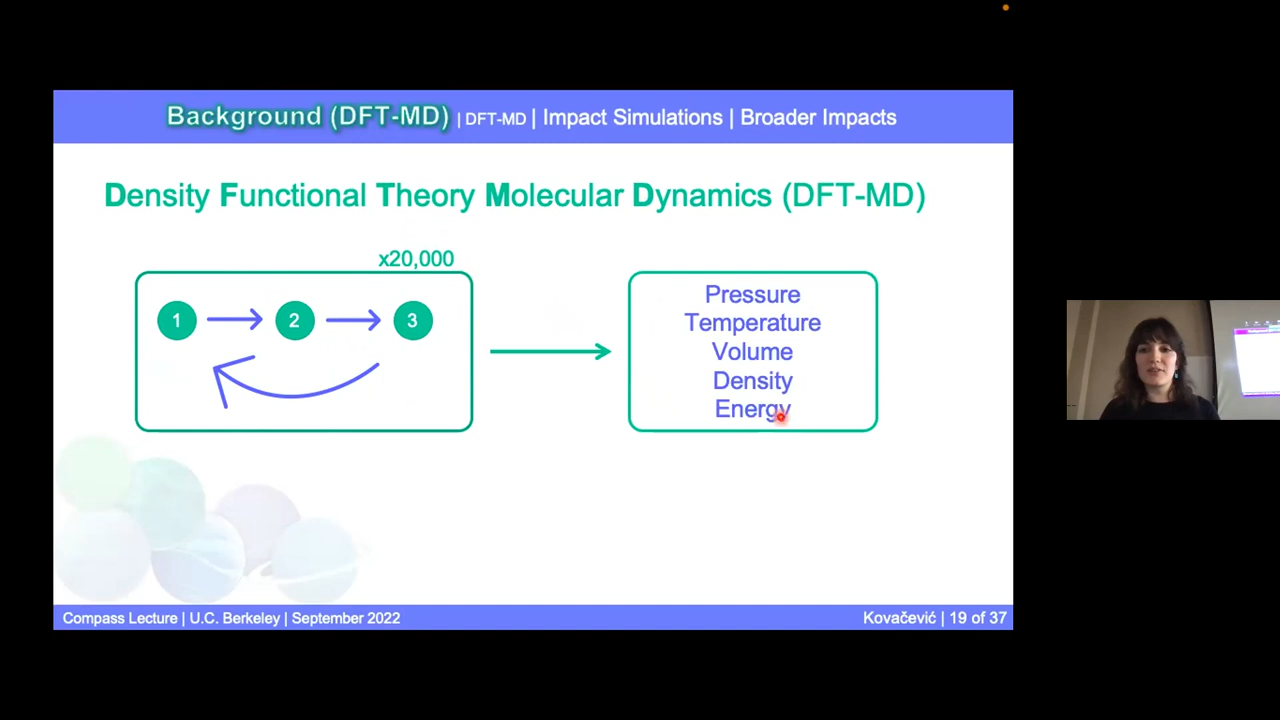 Background (DFT-MD) | DFT-MD | Impact Simulations | Broader Impacts
Density Functional Theory Molecular Dynamics (DFT-MD)
x20,000
1 2 3
Pressure
Temperature
Volume
Density
Energy
Compass Lecture | U.C. Berkeley | September 2022
Kovačević | 19 of 37